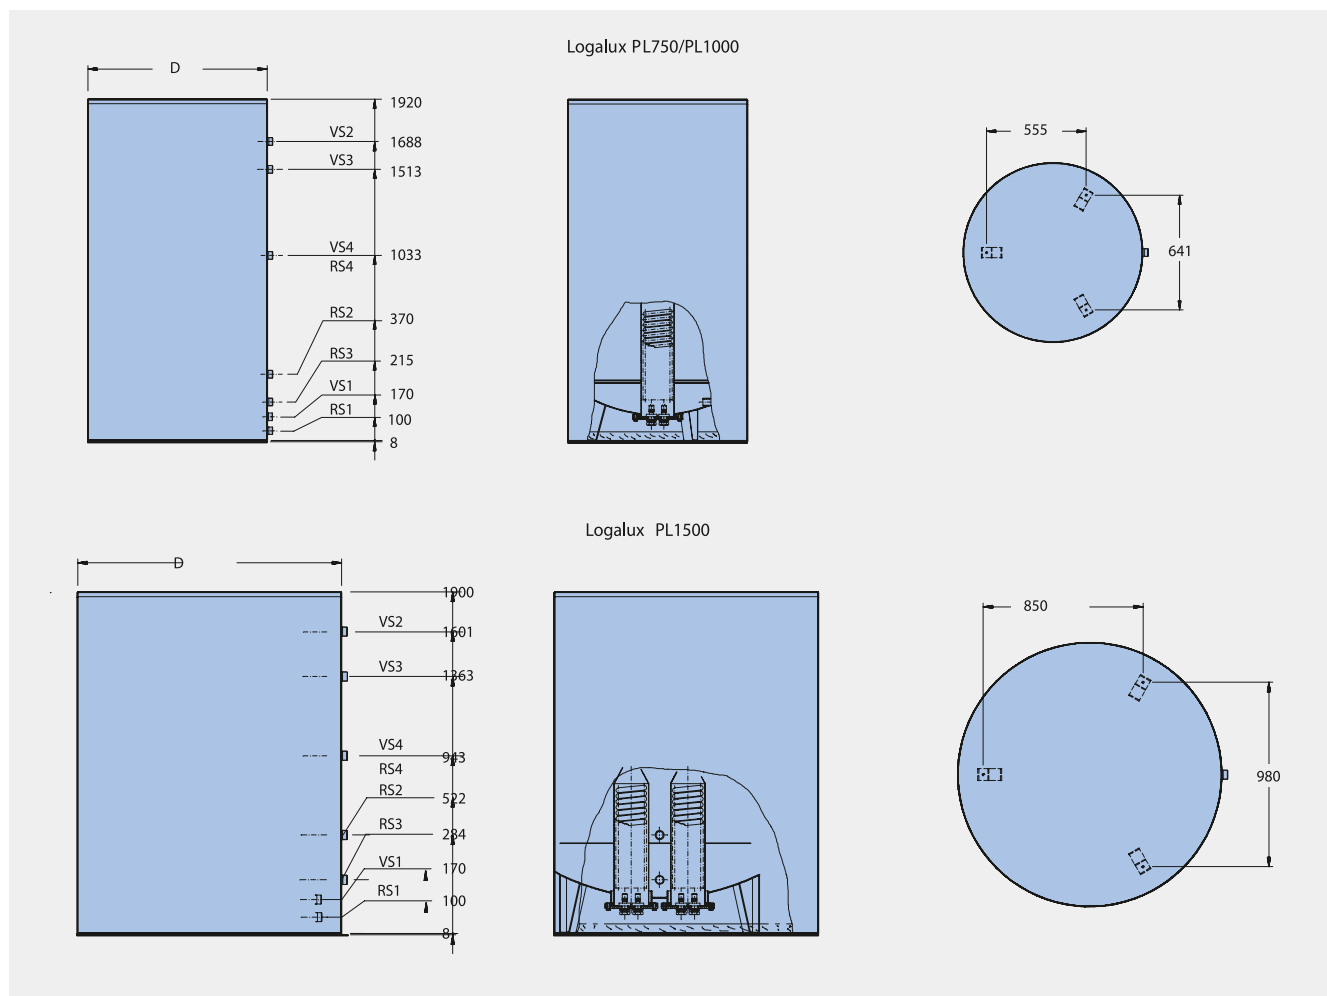 Logalux PL750/PL1000
D
1920
VS2
1688
VS3
1513
VS4
1033
RS4
RS2
370
RS3
215
VS1
170
RS1
100
8
555
641
Logalux PL1500
D
1900
VS2
1601
VS3
1363
VS4
943
RS4
RS2
522
RS3
284
VS1
170
RS1
100
8
850
980